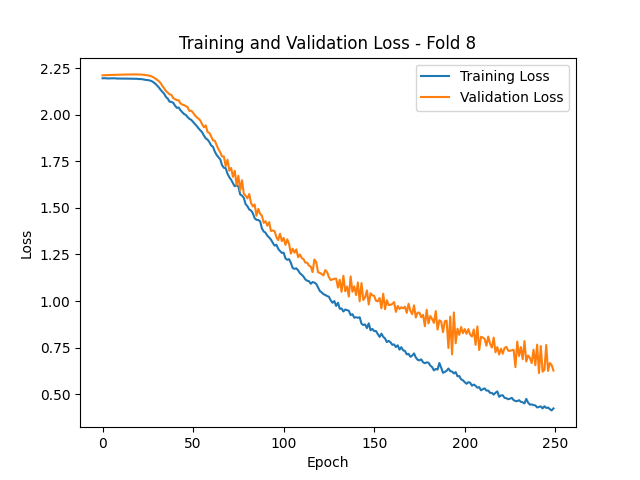 Training and Validation Loss - Fold 8
Training Loss
Validation Loss
2.25
2.00
1.75
1.50
1.25
1.00
0.75
0.50
Loss
0
50
100
150
200
250
Epoch